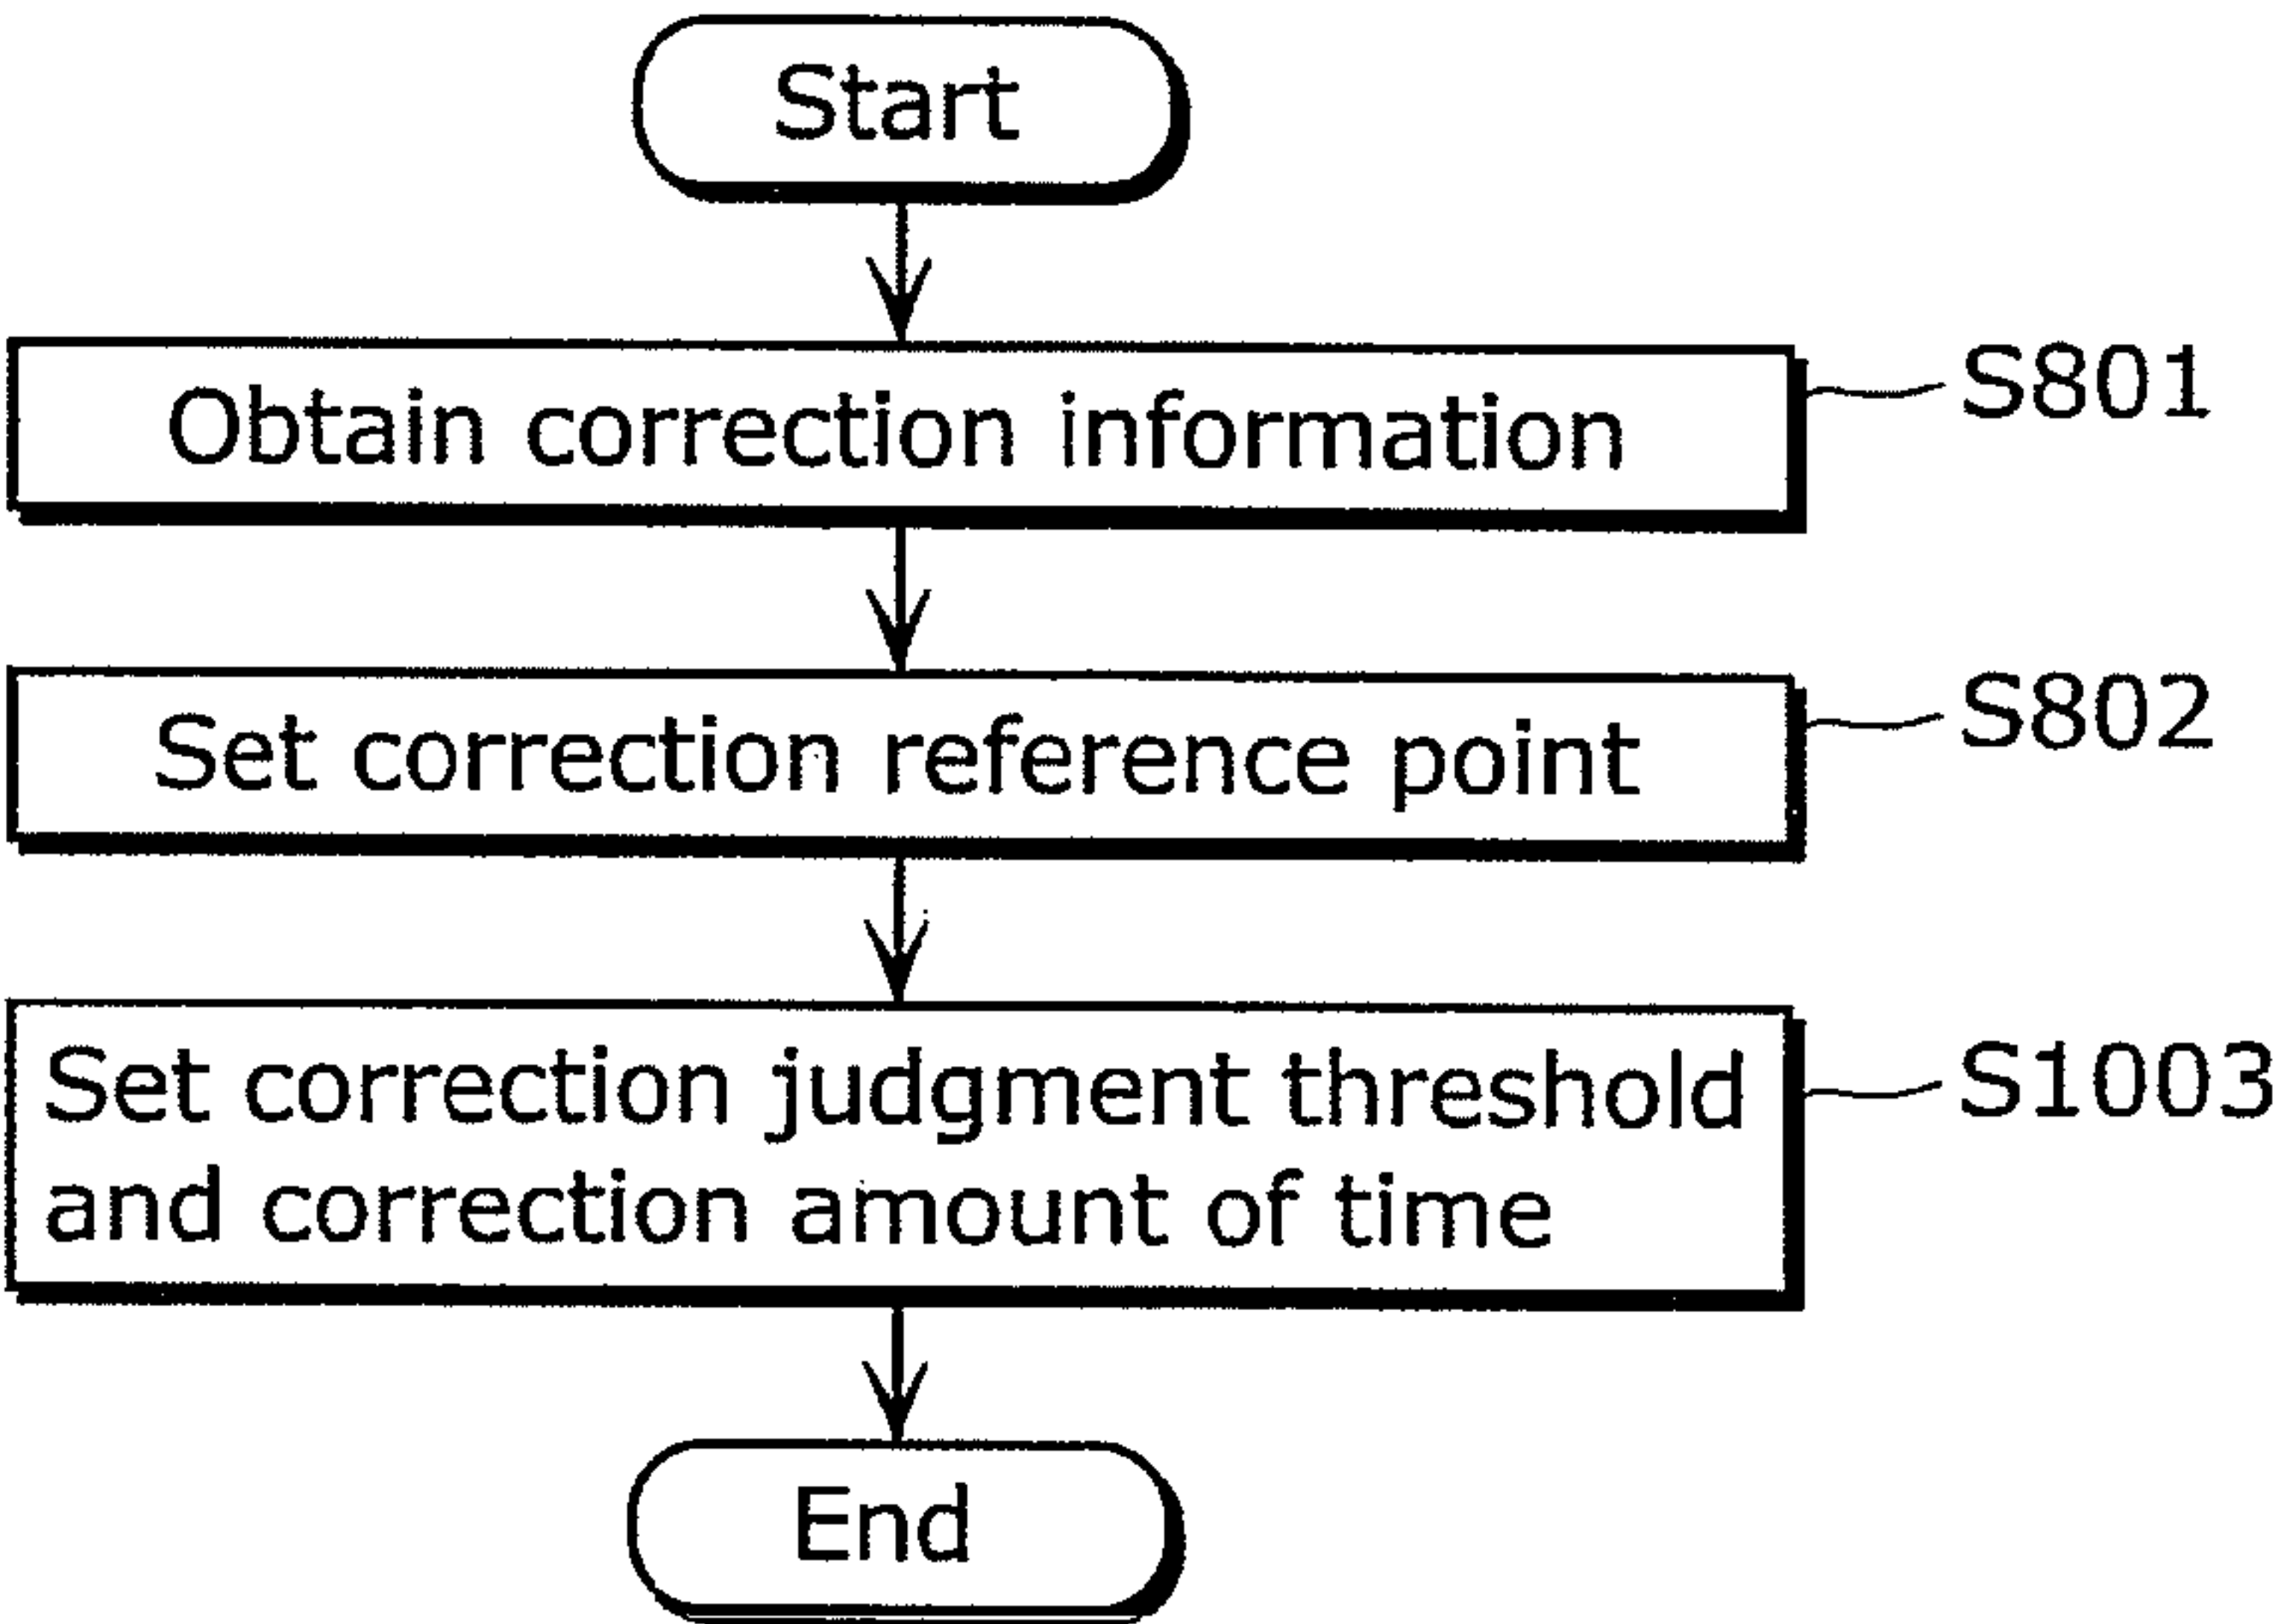 Start
Obtain correction information
S801
Set correction reference point
S802
Set correction judgment threshold
and correction amount of time
S1003
End